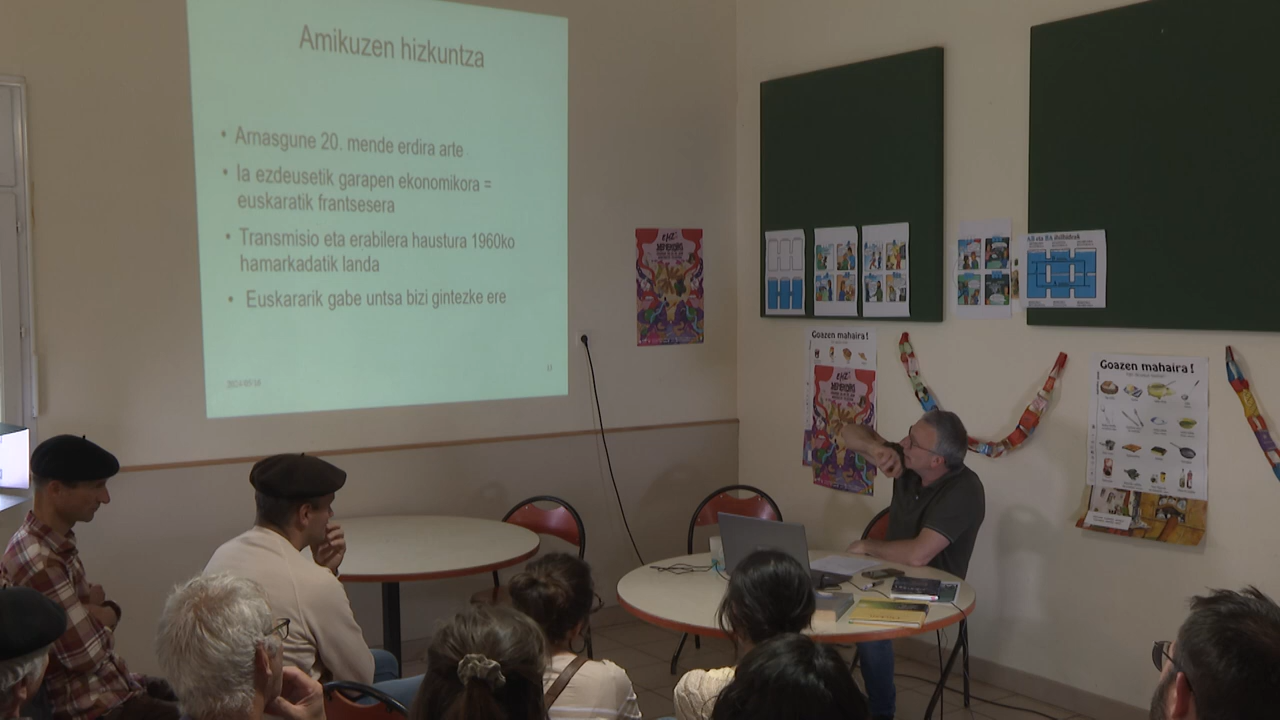 Amikuzen hizkuntza
• Arnasgune 20. mende erdira arte
• Ia ezdeusetik garapen ekonomikora =
euskaratik frantsesera
• Transmisio eta erabilera haustura 1960ko
hamarkadatik landa
• Euskararik gabe untsa bizi gintezke ere
Goazen mahaira!
Goazen mahaira!